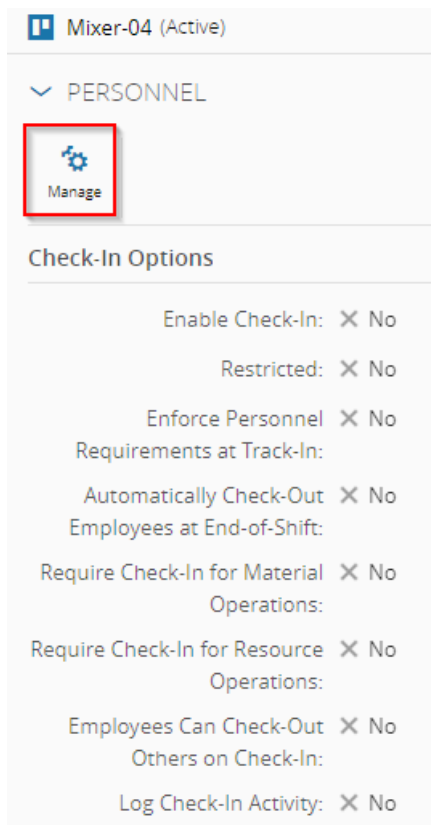 Mixer-04 (Active)
PERSONNEL
Manage
Check-In Options
Enable Check-In: No
Restricted: No
Enforce Personnel No
Requirements at Track-In:
Automatically Check-Out No
Employees at End-of-Shift:
Require Check-In for Material No
Operations:
Require Check-In for Resource No
Operations:
Employees Can Check-Out No
Others on Check-In:
Log Check-In Activity: No